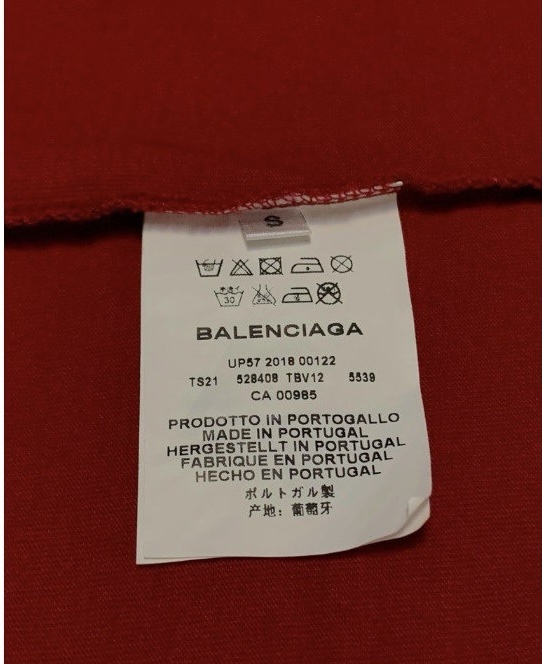 S
30
BALENCIAGA
UP57 2018 00122
TS21 528408 TBV12 5539
CA 00985
PRODOTTO IN PORTOGALLO
MADE IN PORTUGAL
HERGESTELLT IN PORTUGAL
FABRIQUE EN PORTUGAL
HECHO EN PORTUGAL
ポルトガル製
产地：葡萄牙